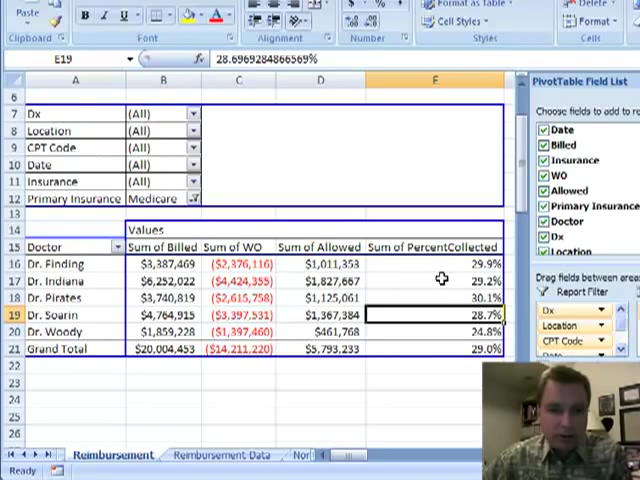 Paste
B I U
A
$ % ,
Format as Table
Delete
Cell Styles
Format
Clipboard
Font
Alignment
Number
Styles
Cells
E19
fx
28.6969284866569%
PivotTable Field List
A B C D E
Choose fields to add to re
6
7 Dx (All)
8 Location (All)
9 CPT Code (All)
10 Date (All)
11 Insurance (All)
12 Primary Insurance Medicare
13
14 Values
15 Doctor Sum of Billed Sum of WO Sum of Allowed Sum of PercentCollected
16 Dr. Finding $3,387,469 ($2,376,116) $1,011,353 29.9%
17 Dr. Indiana $6,252,022 ($4,424,355) $1,827,667 29.2%
18 Dr. Pirates $3,740,819 ($2,615,758) $1,125,061 30.1%
19 Dr. Soarin $4,764,915 ($3,397,531) $1,367,384 28.7%
20 Dr. Woody $1,859,228 ($1,397,460) $461,768 24.8%
21 Grand Total $20,004,453 ($14,211,220) $5,793,233 29.0%
22
23
24
25
26
Date
Billed
Insurance
WO
Allowed
Primary Insurance
Doctor
Dx
Location
Drag fields between area
Report Filter
Dx
Location
CPT Code
Date
Reimbursement
Reimbursement Data
Nor
Ready